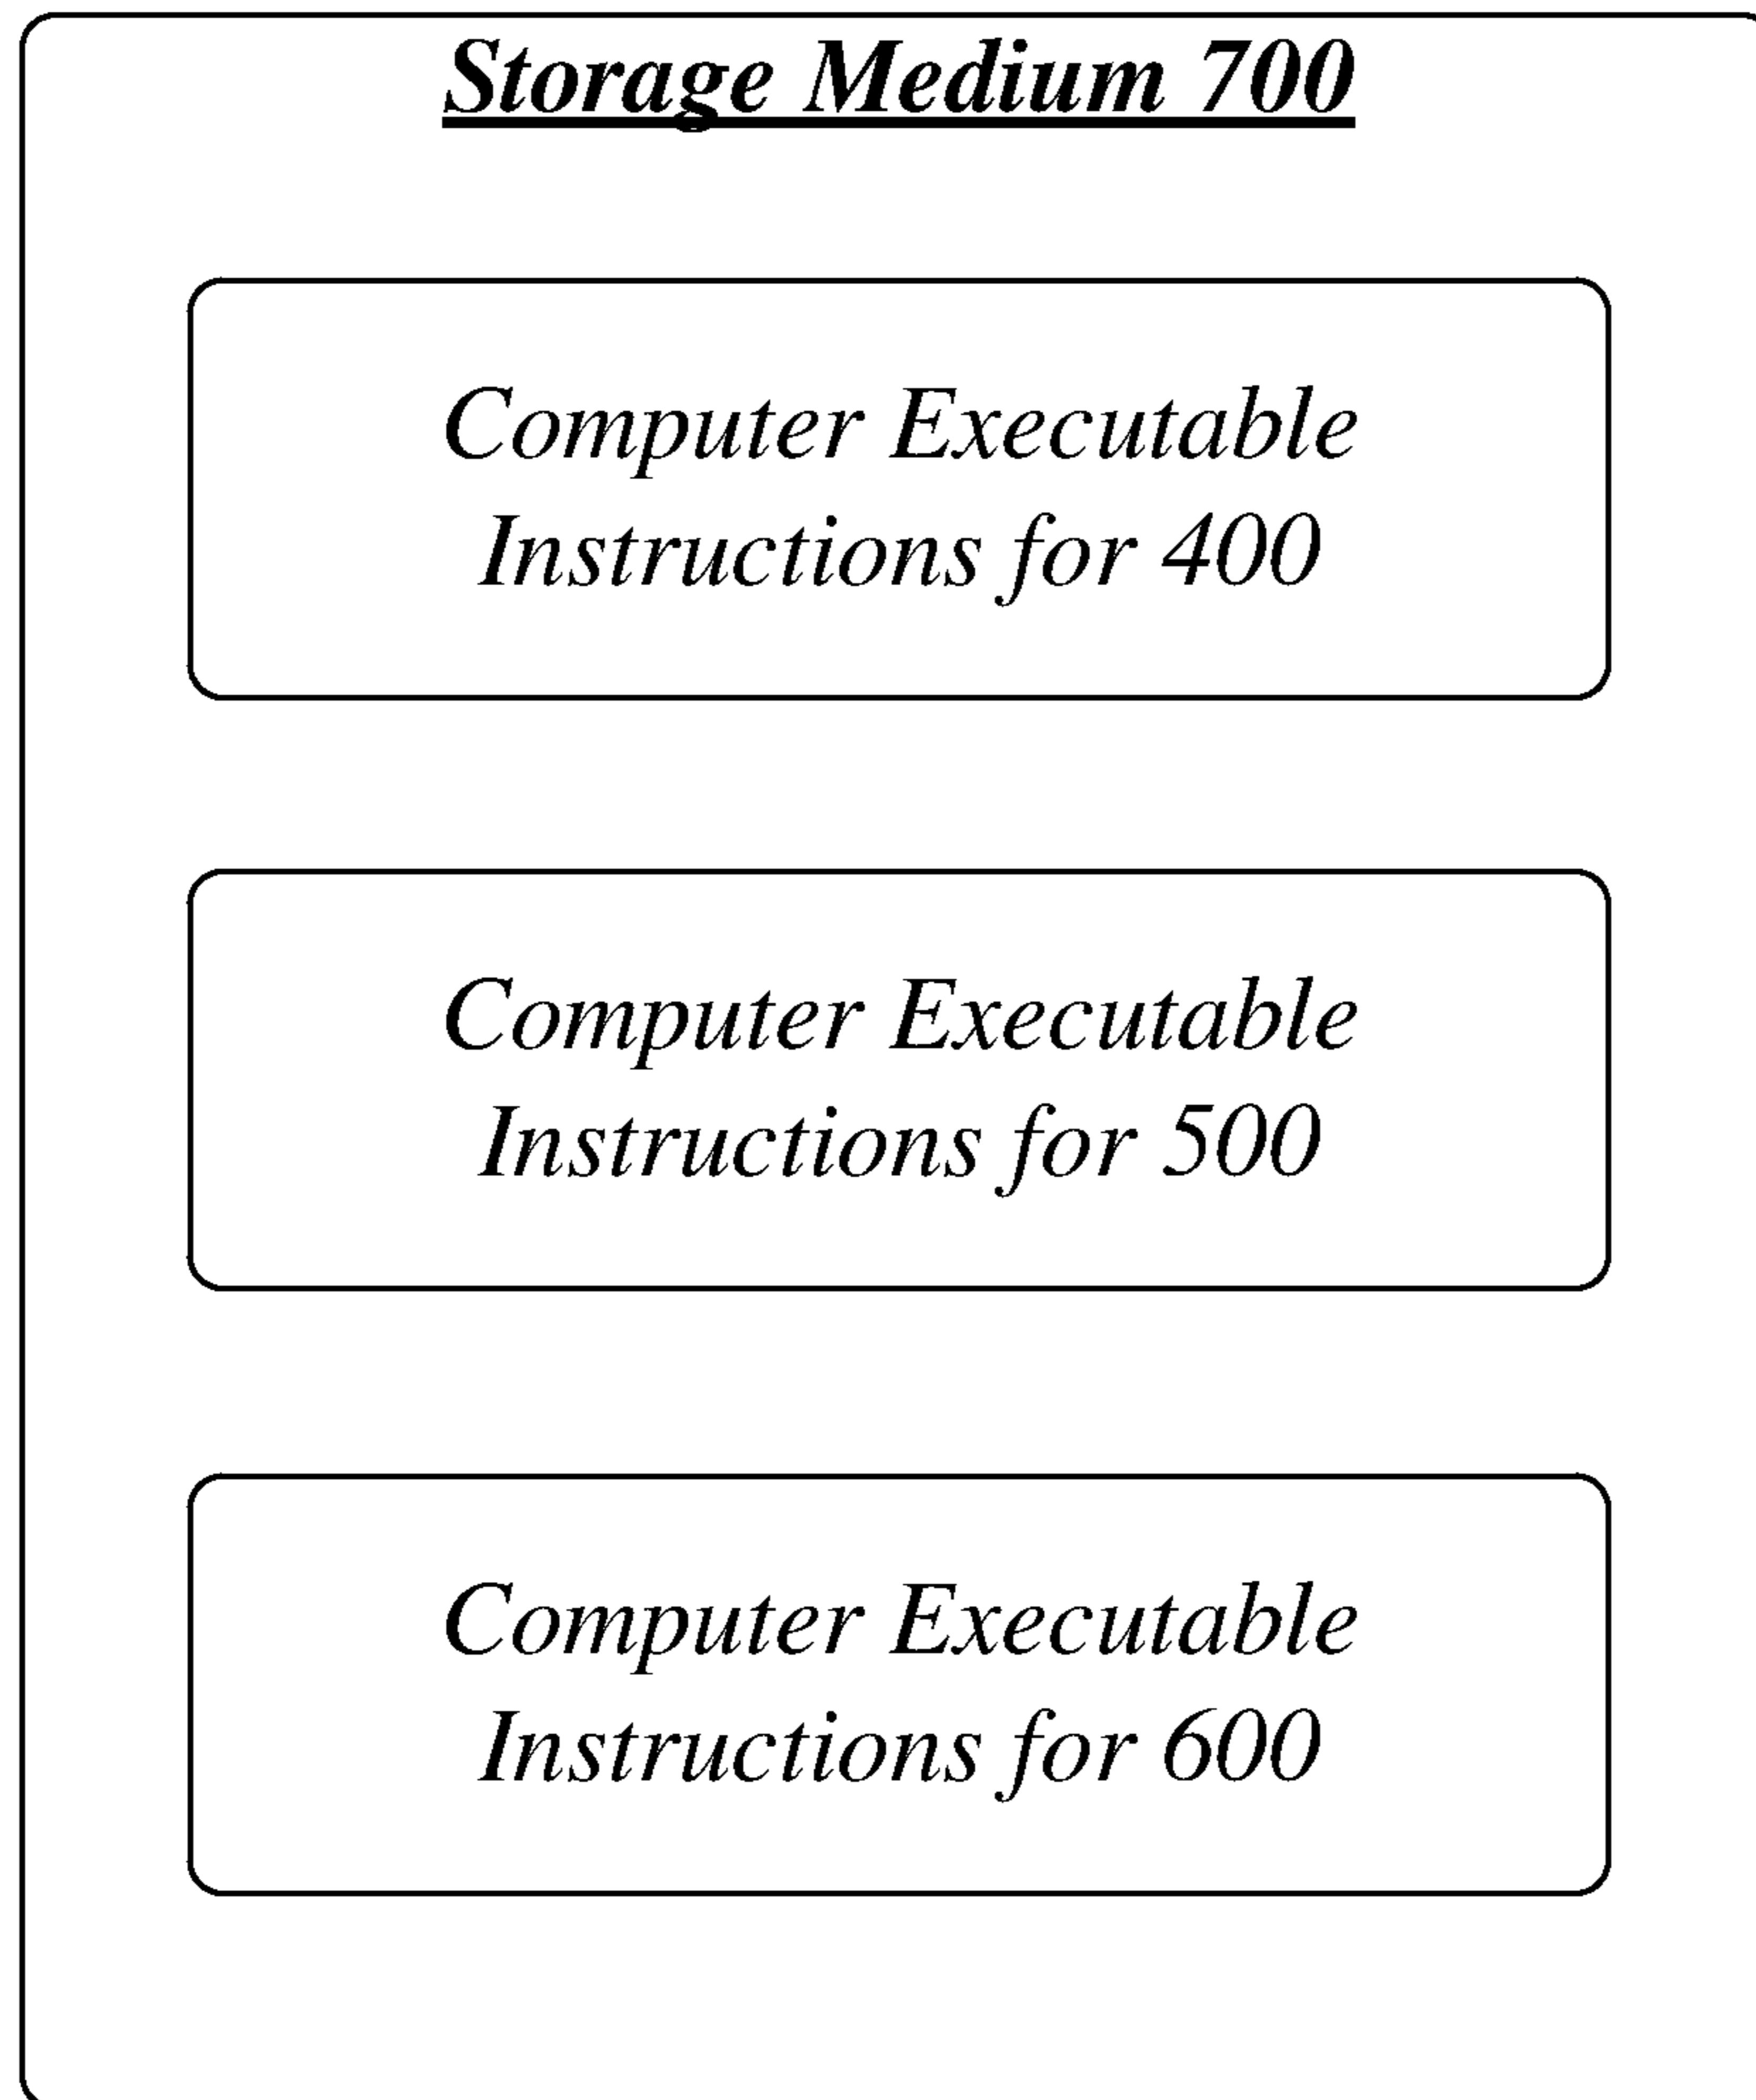 Storage Medium 700
Computer Executable
Instructions for 400
Computer Executable
Instructions for 500
Computer Executable
Instructions for 600